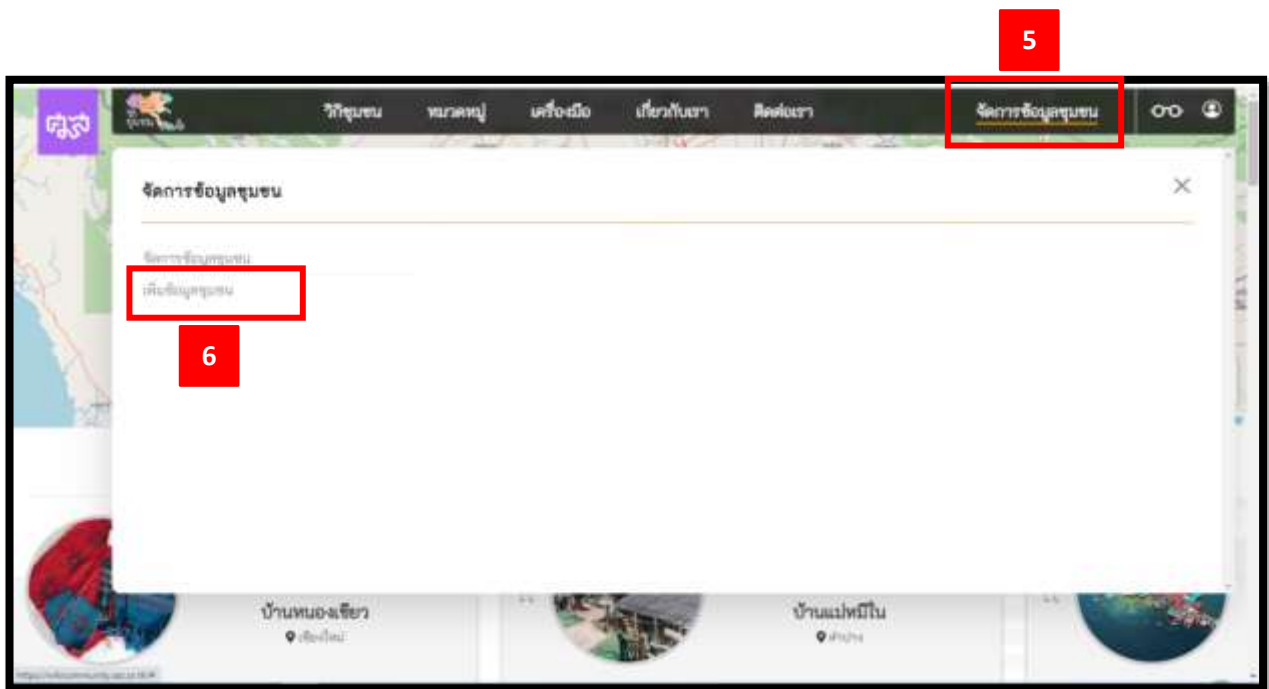 5
ศมส
วิกิชุมชน หมวดหมู่ เครื่องมือ เกี่ยวกับเรา ติดต่อเรา จัดการข้อมูลชุมชน
จัดการข้อมูลชุมชน
จัดการข้อมูลชุมชน
เพิ่มข้อมูลชุมชน
6
บ้านหนองเขียว
เชียงใหม่
บ้านแม่หมีใน
ลำปาง